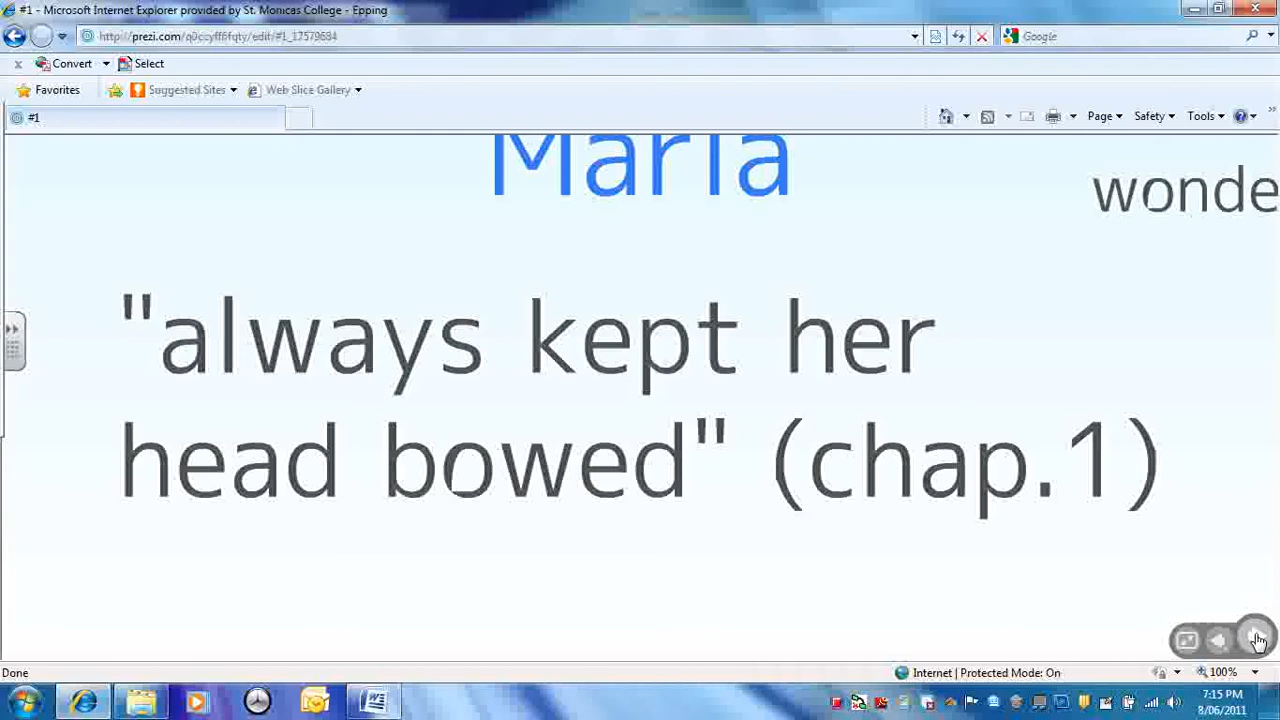 #1 - Microsoft Internet Explorer provided by St. Monicas College - Epping
Google
x Convert Select
Favorites Suggested Sites Web Slice Gallery
#1 Page Safety Tools
Maria
wonde
"always kept her
head bowed" (chap.1)
Done Internet | Protected Mode: On 100%
7:15 PM
8/06/2011